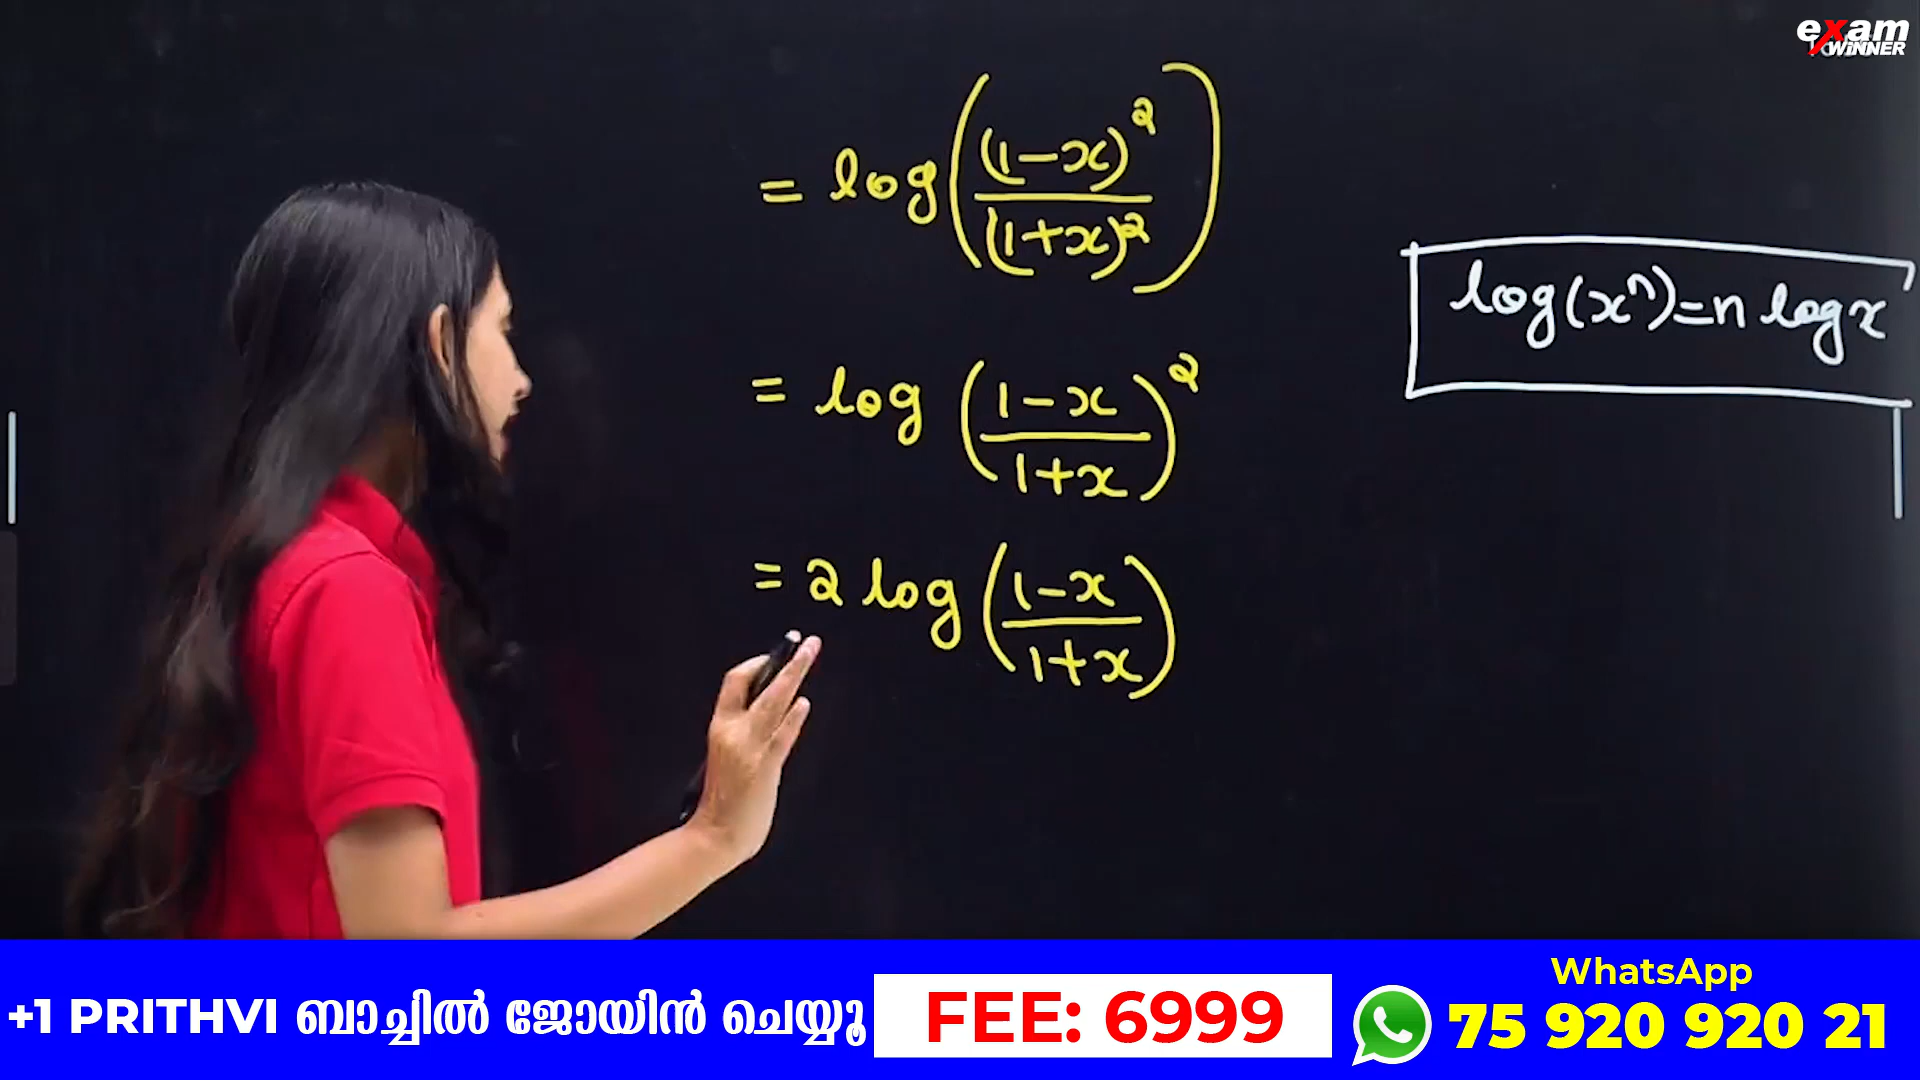 exam
WINNER
= log((1-x)²/(1+x)²)
log(xⁿ)=n logx
= log((1-x)/(1+x))²
= 2 log((1-x)/(1+x))
+1 PRITHVI ബാച്ചിൽ ജോയിൻ ചെയ്യൂ
FEE: 6999
WhatsApp
75 920 920 21